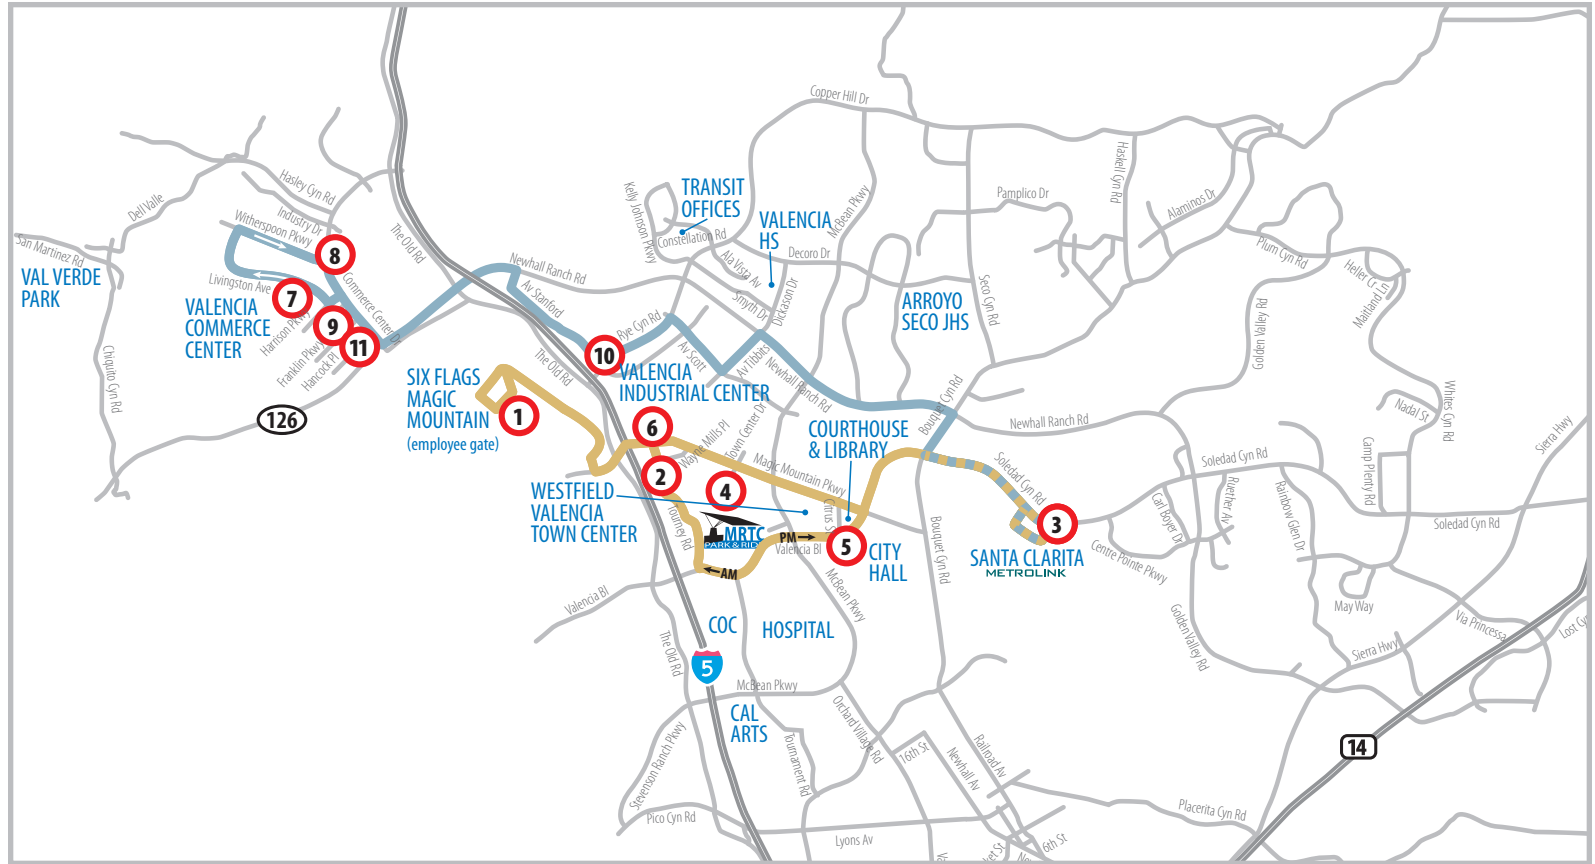 Copper Hill Dr
Haskell Cyn Rd
Hasley Cyn Rd
Kelly Johnson Pkwy
TRANSIT
OFFICES
Pamplico Dr
Alaminos Dr
Dell Valle
Industry Dr
Witherspoon Pkwy
The Old Rd
Constellation Rd
VALENCIA
HS
McBean Pkwy
Decoro Dr
Plum Cyn Rd
San Martinez Rd
VAL VERDE
PARK
8
Newhall Ranch Rd
Ala Vista Av
Heller Cr
Maitland Ln
Livingston Ave
7
Commerce Center Dr
Av Stanford
Smyth Dr
Dickason Dr
ARROYO
SECO JHS
Seco Cyn Rd
Golden Valley Rd
VALENCIA
COMMERCE
CENTER
Harrison Pkwy
9
11
Franklin Pkwy
Hancock Pl
Rye Cyn Rd
10
The Old Rd
Av Scott
Av Tibbits
Newhall Ranch Rd
Chiquito Cyn Rd
126
SIX FLAGS
MAGIC
MOUNTAIN
(employee gate)
1
VALENCIA
INDUSTRIAL CENTER
Bouquet Cyn Rd
Newhall Ranch Rd
Nadal St
Whites Cyn Rd
Sierra Hwy
6
Wayne Mills Pl
Town Center Dr
COURTHOUSE
& LIBRARY
2
4
Magic Mountain Pkwy
Soledad Cyn Rd
Soledad Cyn Rd
Camp Plenty Rd
WESTFIELD
VALENCIA
TOWN CENTER
Tourney Rd
MRTC
PARK & RIDE
PM
Valencia Bl
AM
5
CITY
HALL
Bouquet Cyn Rd
3
SANTA CLARITA
METROLINK
Carl Boyer Dr
Ruether Av
Rainbow Glen Dr
Soledad Cyn Rd
Centre Pointe Pkwy
Valencia Bl
McBean Pkwy
The Old Rd
COC
HOSPITAL
5
Golden Valley Rd
May Way
Via Princessa
Sierra Hwy
McBean Pkwy
CAL
ARTS
Stevenson Ranch Pkwy
Tournament Rd
Orchard Village Rd
16th St
Newhall Av
Railroad Av
14
Pico Cyn Rd
Lyons Av
6th St
Placerita Cyn Rd